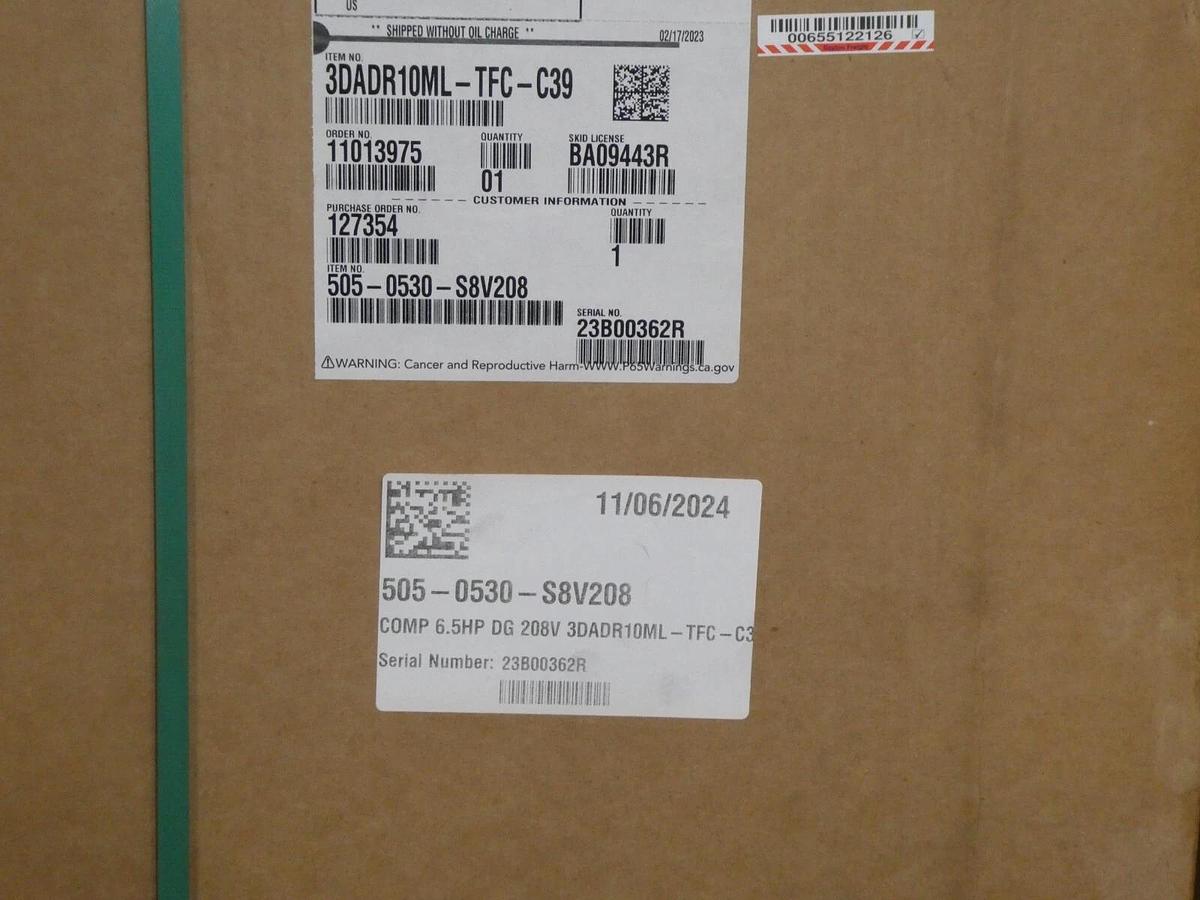 US
** SHIPPED WITHOUT OIL CHARGE **
02/17/2023
00655122126
ITEM NO.
3DADR10ML-TFC-C39
ORDER NO.
11013975
QUANTITY
01
SKID LICENSE
BA09443R
CUSTOMER INFORMATION
PURCHASE ORDER NO.
127354
QUANTITY
1
ITEM NO.
505-0530-S8V208
SERIAL NO.
23B00362R
⚠WARNING: Cancer and Reproductive Harm-WWW.P65Warnings.ca.gov
11/06/2024
505-0530-S8V208
COMP 6.5HP DG 208V 3DADR10ML-TFC-C3
Serial Number: 23B00362R